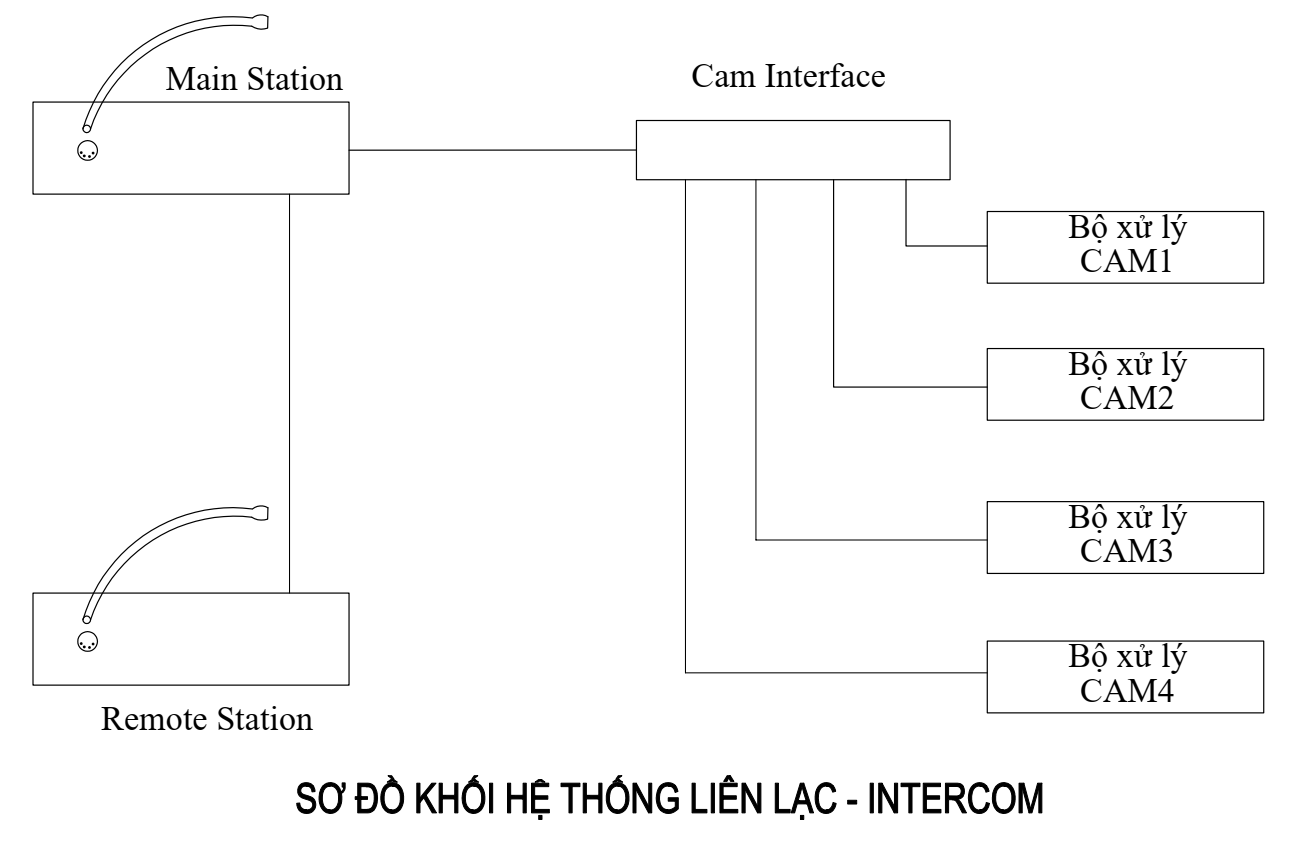 Main Station
Cam Interface
Bộ xử lý
CAM1
Bộ xử lý
CAM2
Bộ xử lý
CAM3
Bộ xử lý
CAM4
Remote Station
SƠ ĐỒ KHỐI HỆ THỐNG LIÊN LẠC - INTERCOM